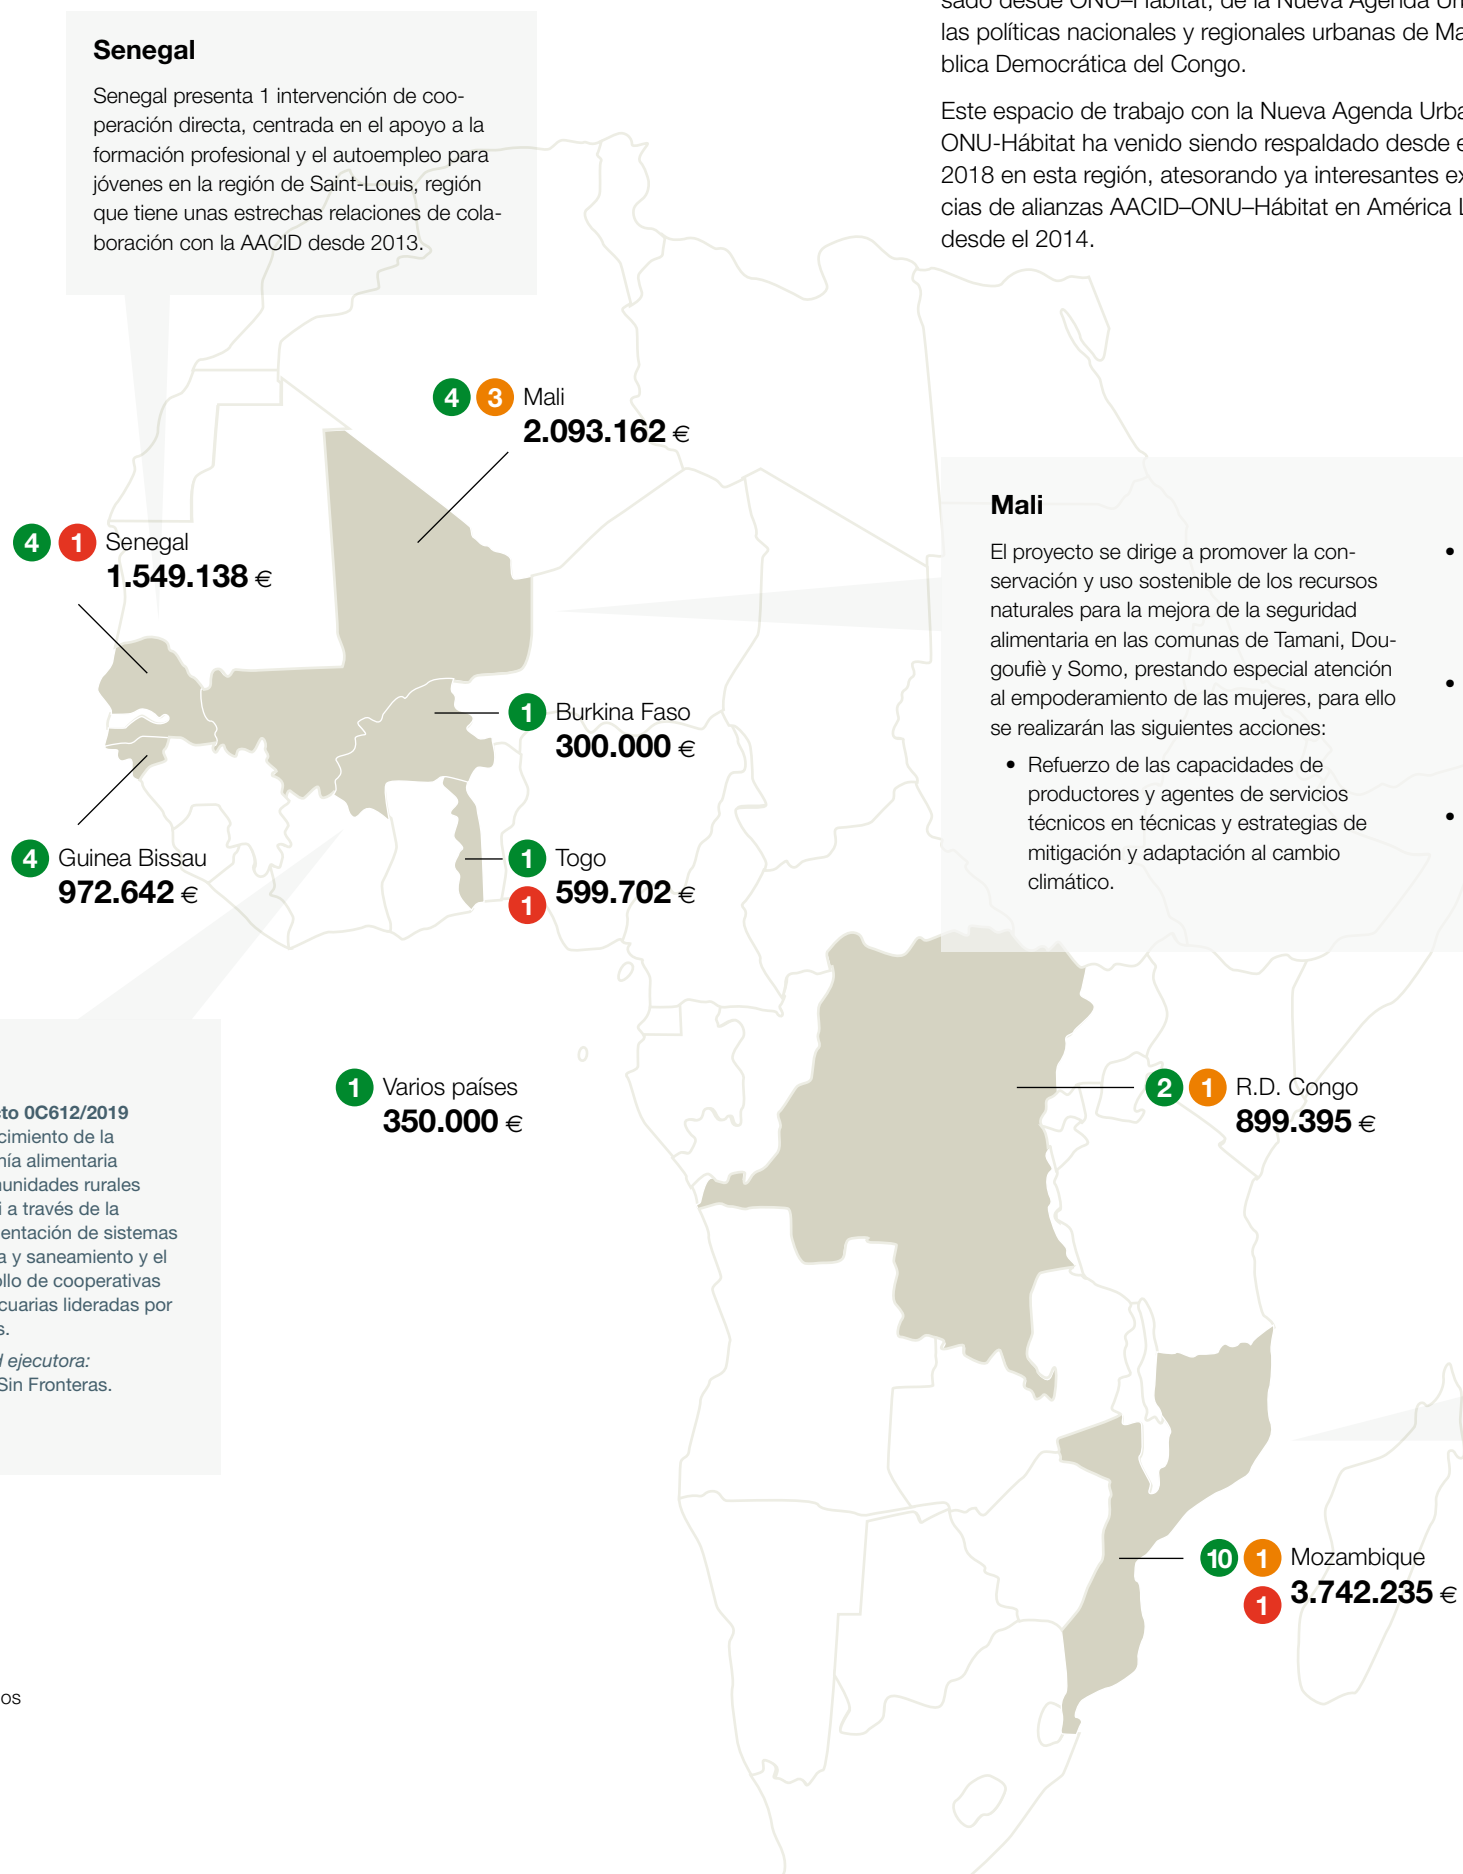 sado desde ONU–Hábitat, de la Nueva Agenda
las políticas nacionales y regionales urbanas de
blica Democrática del Congo.
Este espacio de trabajo con la Nueva Agenda
ONU-Hábitat ha venido siendo respaldado desde
2018 en esta región, atesorando ya interesantes
cias de alianzas AACID–ONU–Hábitat en América
desde el 2014.
Senegal
Senegal presenta 1 intervención de coo-
peración directa, centrada en el apoyo a la
formación profesional y el autoempleo para
jóvenes en la región de Saint-Louis, región
que tiene unas estrechas relaciones de cola-
boración con la AACID desde 2013.
4 3 Mali
2.093.162 €
4 1 Senegal
1.549.138 €
Mali
El proyecto se dirige a promover la con-
servación y uso sostenible de los recursos
naturales para la mejora de la seguridad
alimentaria en las comunas de Tamani, Dou-
goufiè y Somo, prestando especial atención
al empoderamiento de las mujeres, para ello
se realizarán las siguientes acciones:
• Refuerzo de las capacidades de
productores y agentes de servicios
técnicos en técnicas y estrategias de
mitigación y adaptación al cambio
climático.
•
•
•
1 Burkina Faso
300.000 €
4 Guinea Bissau
972.642 €
1 Togo
1 599.702 €
1 Varios países
350.000 €
2 1 R.D. Congo
899.395 €
cto 0C612/2019
cimiento de la
nía alimentaria
unidades rurales
i a través de la
entación de sistemas
a y saneamiento y el
llo de cooperativas
cuarias lideradas por
s.
d ejecutora:
Sin Fronteras.
10 1 Mozambique
1 3.742.235 €
os